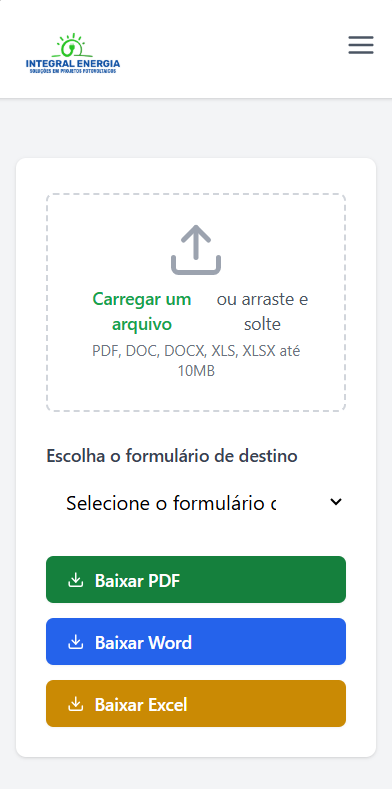 INTEGRAL ENERGIA
SOLUÇÕES EM PROJETOS FOTOVOLTAICOS
Carregar um arquivo ou arraste e solte
PDF, DOC, DOCX, XLS, XLSX até
10MB
Escolha o formulário de destino
Selecione o formulário
Baixar PDF
Baixar Word
Baixar Excel